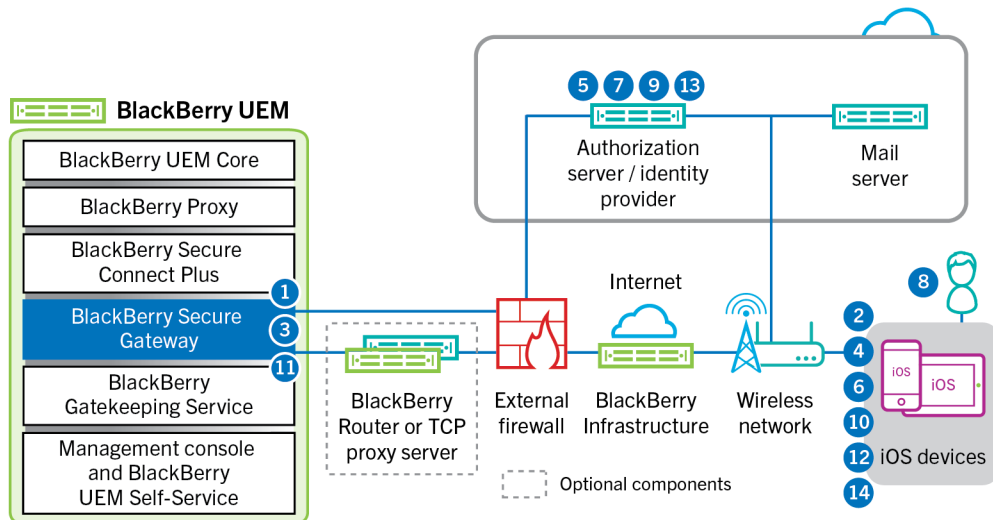 BlackBerry UEM
BlackBerry UEM Core
BlackBerry Proxy
BlackBerry Secure
Connect Plus
BlackBerry Secure
Gateway
BlackBerry
Gatekeeping Service
Management console
and BlackBerry
UEM Self-Service
1
3
11
BlackBerry
Router or TCP
proxy server
External
firewall
Optional components
5 7 9 13
Authorization
server / identity
provider
Mail
server
Internet
BlackBerry
Infrastructure
Wireless
network
8
2
4
6
10
12
14
iOS
iOS
iOS devices